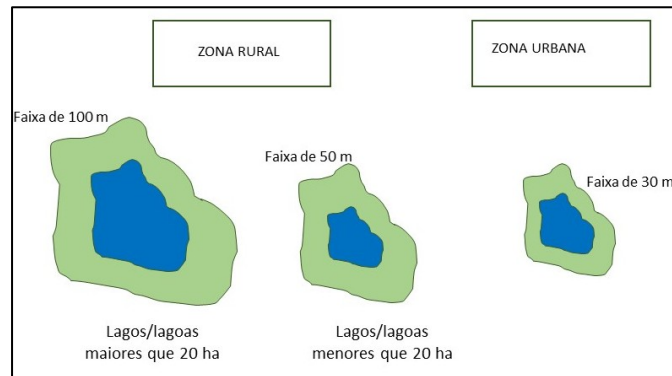 ZONA RURAL
ZONA URBANA
Faixa de 100 m
Faixa de 50 m
Faixa de 30 m
Lagos/lagoas
maiores que 20 ha
Lagos/lagoas
menores que 20 ha